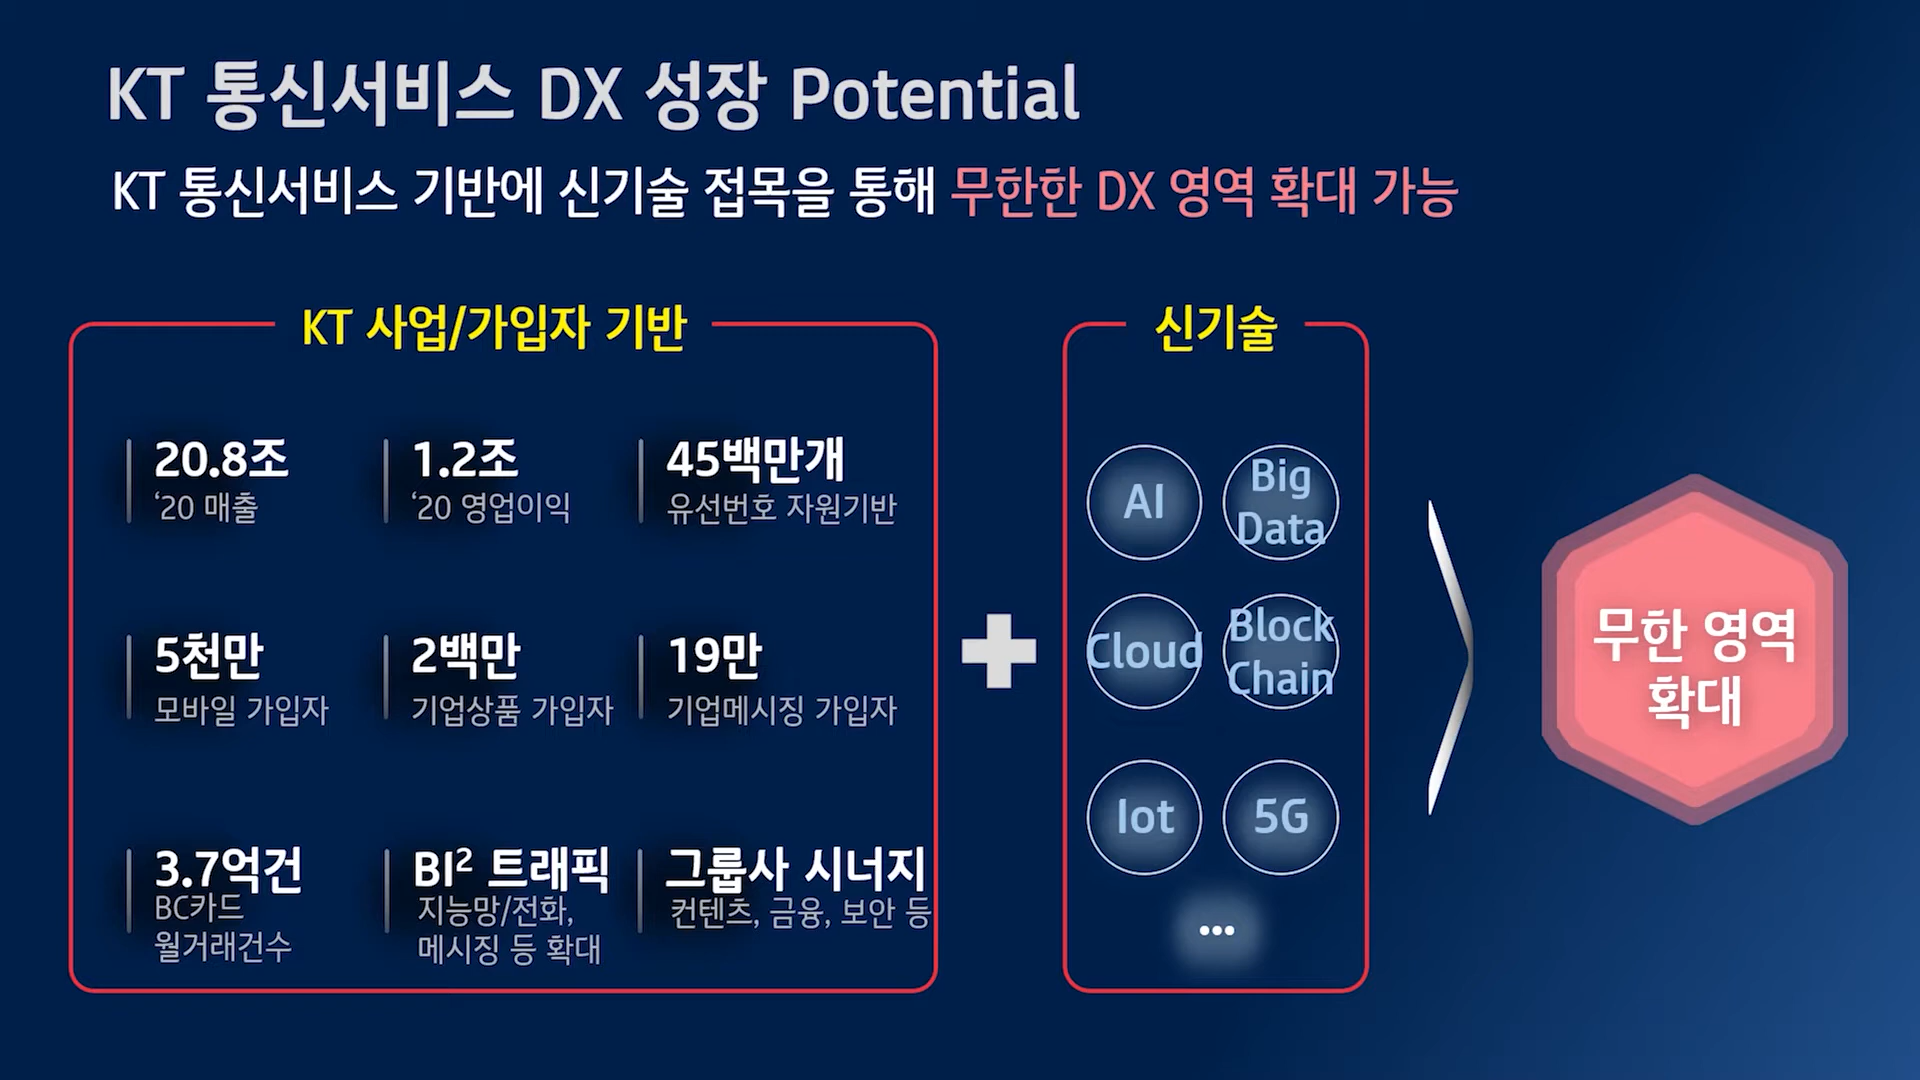 KT 통신서비스 DX 성장 Potential
KT 통신서비스 기반에 신기술 접목을 통해 무한한 DX 영역 확대 가능
KT 사업/가입자 기반
20.8조
‘20 매출
1.2조
‘20 영업이익
45백만개
유선번호 자원기반
5천만
모바일 가입자
2백만
기업상품 가입자
19만
기업메시징 가입자
3.7억건
BC카드
월거래건수
BI² 트래픽
지능망/전화,
메시징 등 확대
그룹사 시너지
컨텐츠, 금융, 보안 등
신기술
AI
Big
Data
Cloud
Block
Chain
Iot
5G
•••
무한 영역
확대